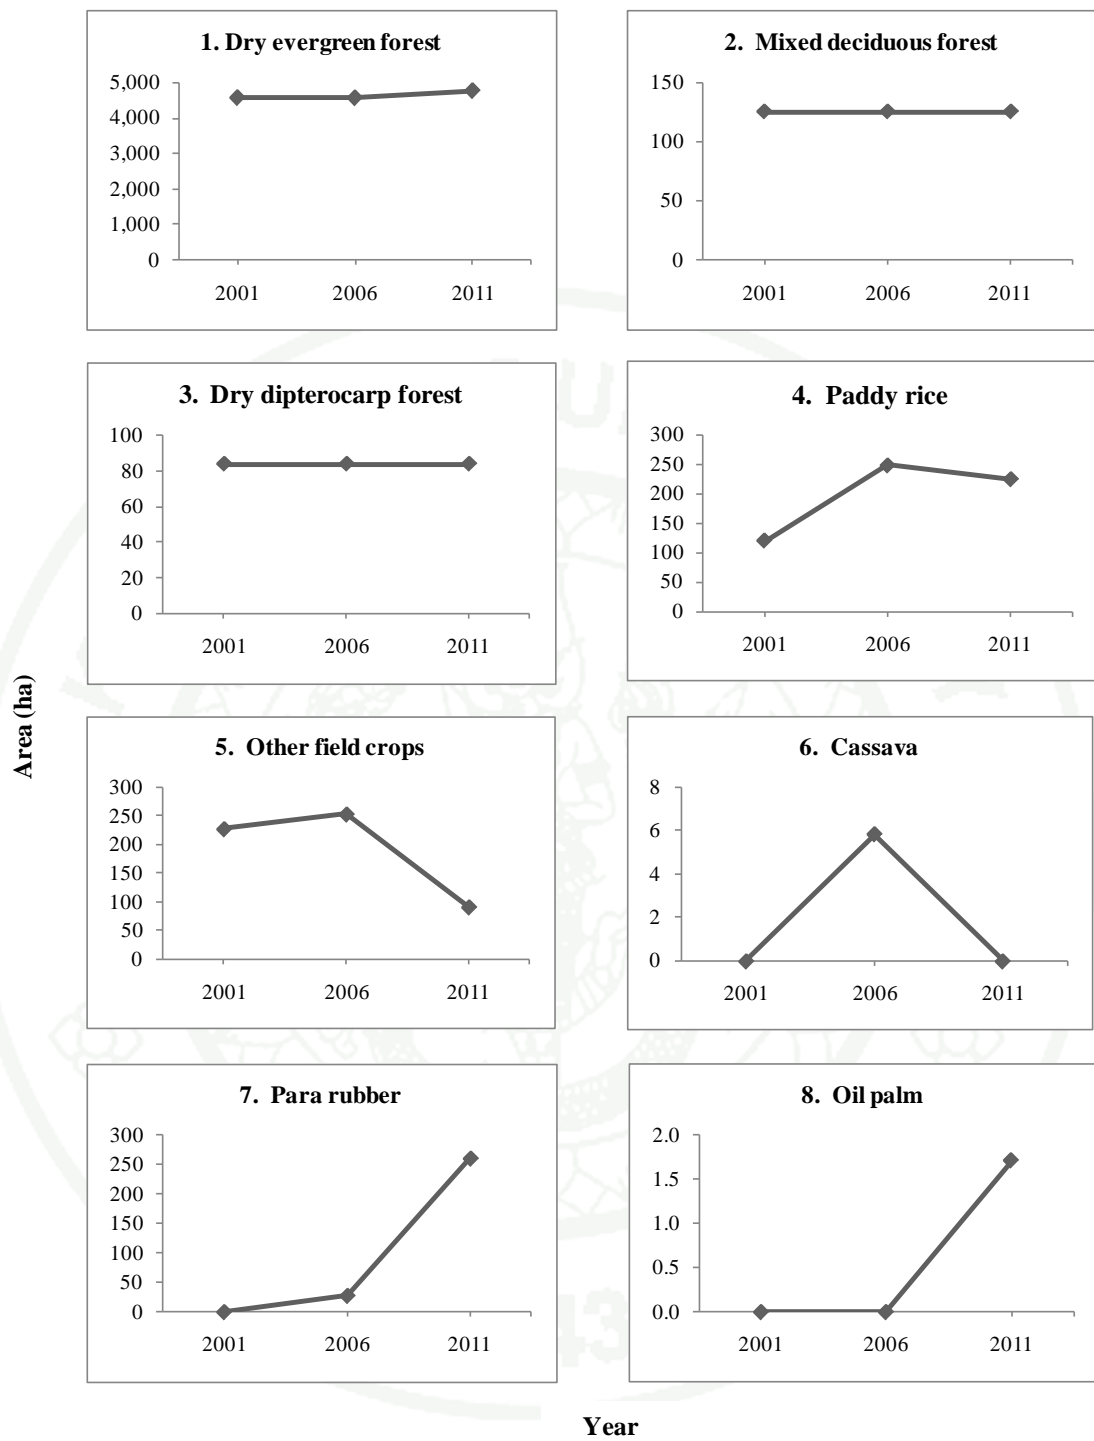 1. Dry evergreen forest
5,000
4,000
3,000
2,000
1,000
0
2001 2006 2011
2. Mixed deciduous forest
150
100
50
0
2001 2006 2011
3. Dry dipterocarp forest
100
80
60
40
20
0
2001 2006 2011
4. Paddy rice
300
250
200
150
100
50
0
2001 2006 2011
Area (ha)
5. Other field crops
300
250
200
150
100
50
0
2001 2006 2011
6. Cassava
8
6
4
2
0
2001 2006 2011
7. Para rubber
300
250
200
150
100
50
0
2001 2006 2011
8. Oil palm
2.0
1.5
1.0
0.5
0.0
2001 2006 2011
Year